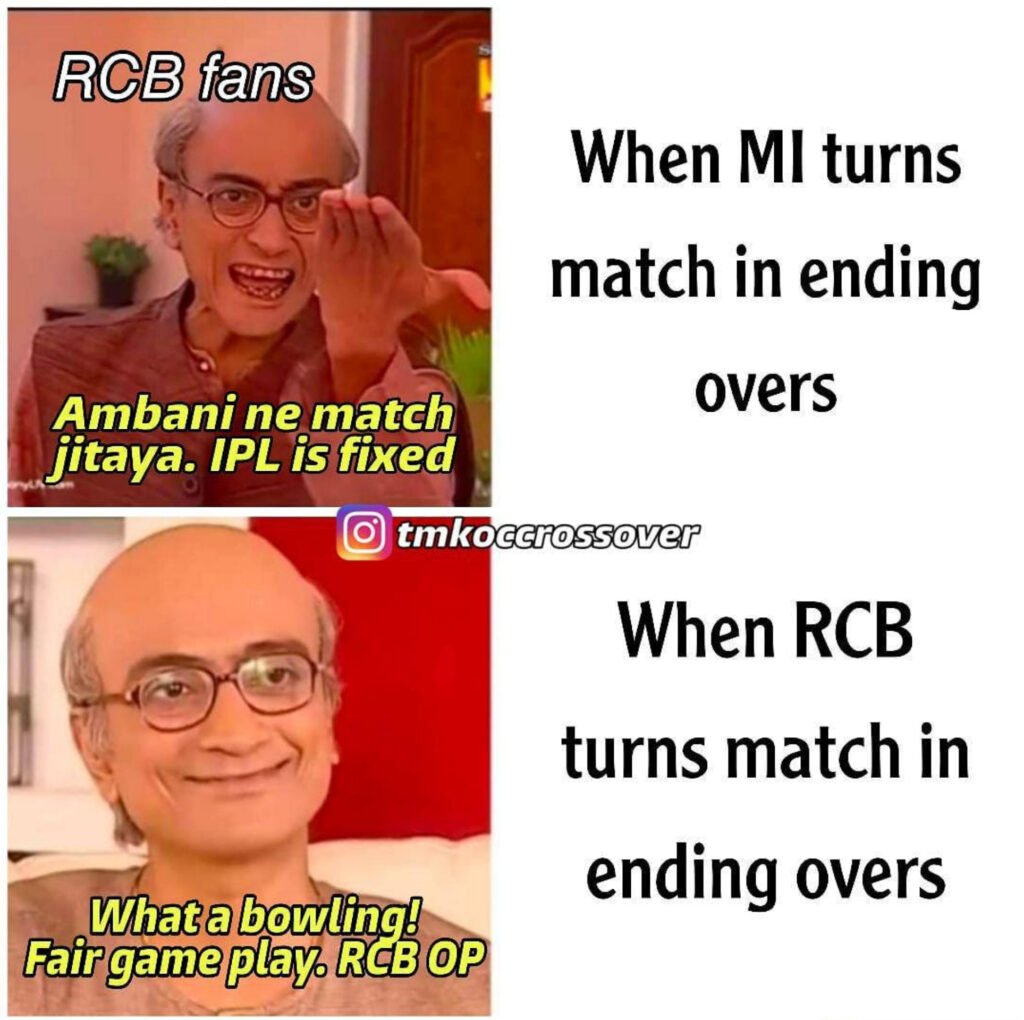 RCB fans
Ambani ne match
jitaya. IPL is fixed
When MI turns
match in ending
overs
tmkoccrossover
What a bowling!
Fair game play. RCB OP
When RCB
turns match in
ending overs